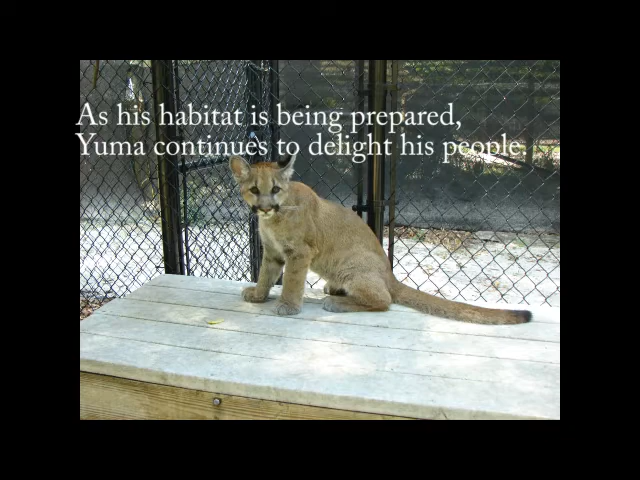 As his habitat is being prepared,
Yuma continues to delight his people